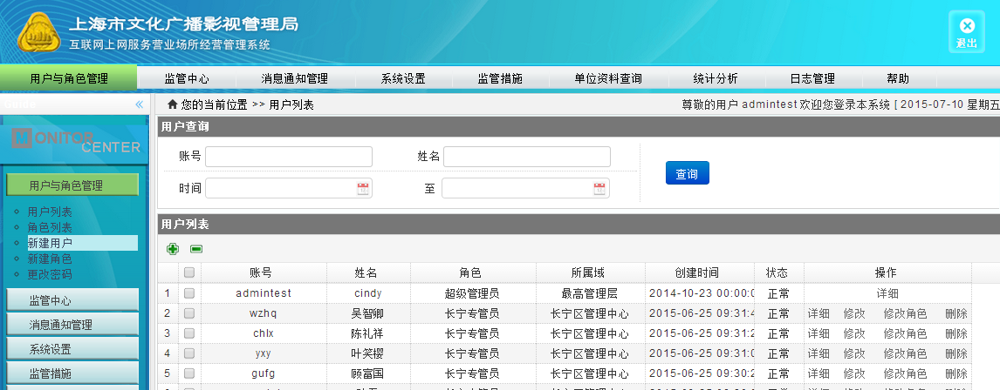 上海市文化广播影视管理局
互联网上网服务营业场所经营管理系统
退出
用户与角色管理 监管中心 消息通知管理 系统设置 监管措施 单位资料查询 统计分析 日志管理 帮助
您的当前位置 >> 用户列表 尊敬的用户 admintest 欢迎您登录本系统 [ 2015-07-10 星期五
MONITOR
CENTER
用户与角色管理
用户列表
角色列表
新建用户
新建角色
更改密码
监管中心
消息通知管理
系统设置
监管措施
用户查询
账号 姓名
时间 至
查询
用户列表
账号 姓名 角色 所属域 创建时间 状态 操作
1 admintest cindy 超级管理员 最高管理层 2014-10-23 00:00:0 正常 详细
2 wzhq 吴智卿 长宁专管员 长宁区管理中心 2015-06-25 09:31:4 正常 详细 修改 修改角色 删除
3 chlx 陈礼祥 长宁专管员 长宁区管理中心 2015-06-25 09:31:2 正常 详细 修改 修改角色 删除
4 yxy 叶笑樱 长宁专管员 长宁区管理中心 2015-06-25 09:31:0 正常 详细 修改 修改角色 删除
5 gufg 顾富国 长宁专管员 长宁区管理中心 2015-06-25 09:30:2 正常 详细 修改 修改角色 删除